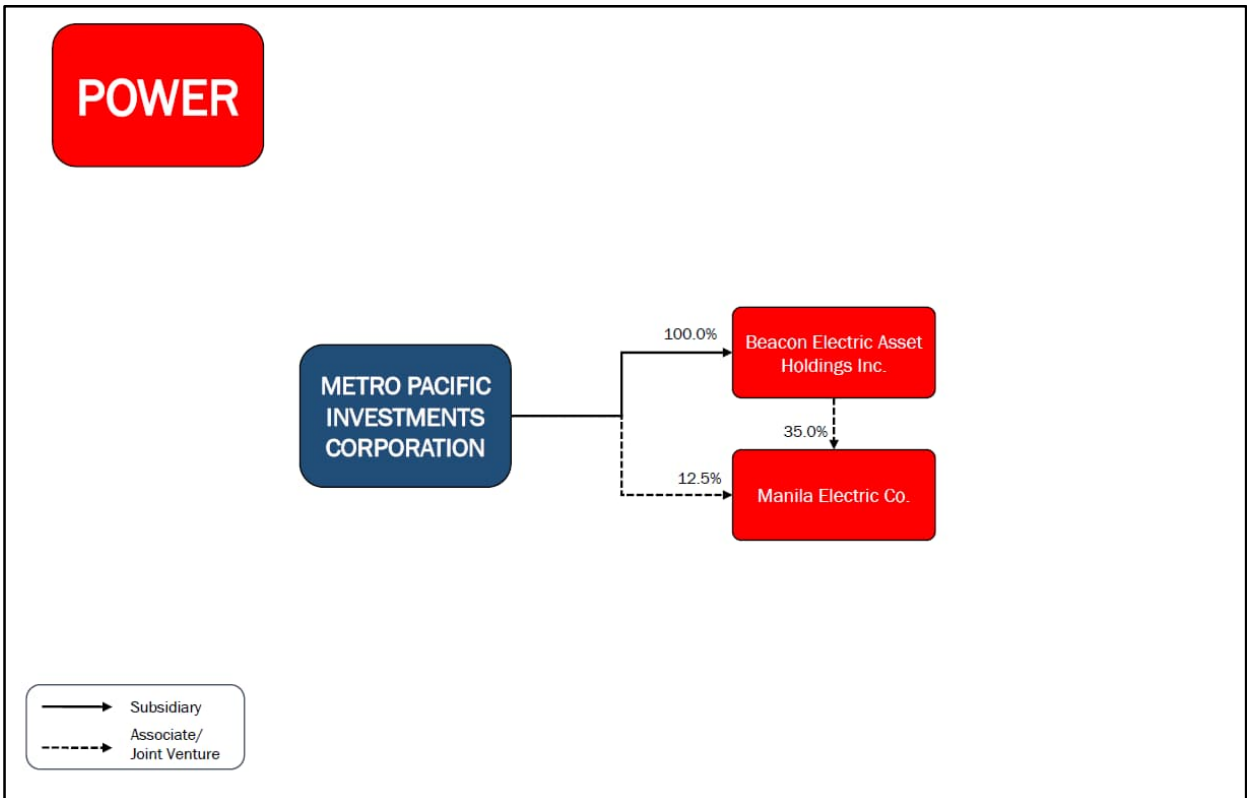 POWER
METRO PACIFIC
INVESTMENTS
CORPORATION
100.0%
Beacon Electric Asset
Holdings Inc.
35.0%
12.5%
Manila Electric Co.
Subsidiary
Associate/
Joint Venture